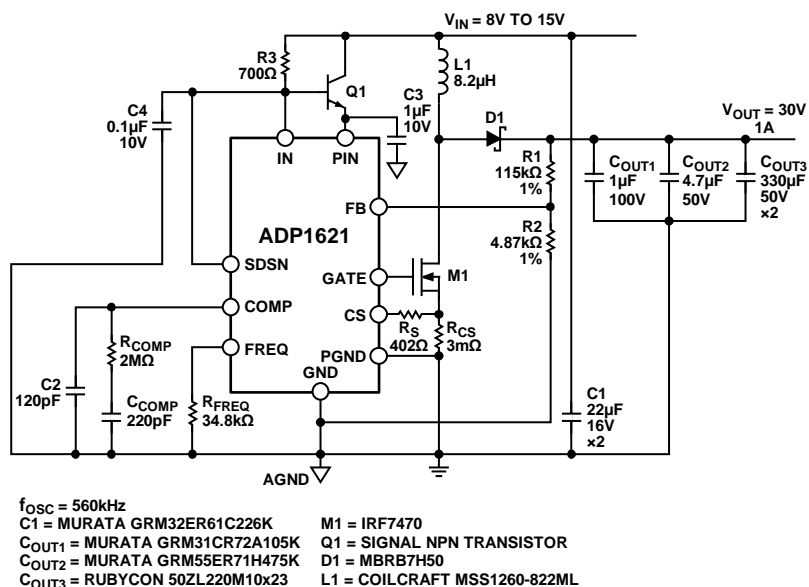 V_IN = 8V TO 15V
R3
700Ω
Q1
L1
8.2μH
C4
0.1μF
10V
C3
1μF
10V
D1
V_OUT = 30V
1A
IN
PIN
R1
115kΩ
1%
C_OUT1
1μF
100V
C_OUT2
4.7μF
50V
C_OUT3
330μF
50V
×2
FB
ADP1621
R2
4.87kΩ
1%
SDSN
GATE
M1
COMP
CS
R_S
402Ω
R_CS
3mΩ
R_COMP
2MΩ
FREQ
PGND
GND
C2
120pF
C_COMP
220pF
R_FREQ
34.8kΩ
C1
22μF
16V
×2
AGND
f_OSC = 560kHz
C1 = MURATA GRM32ER61C226K
C_OUT1 = MURATA GRM31CR72A105K
C_OUT2 = MURATA GRM55ER71H475K
C_OUT3 = RUBYCON 50ZL220M10x23
M1 = IRF7470
Q1 = SIGNAL NPN TRANSISTOR
D1 = MBRB7H50
L1 = COILCRAFT MSS1260-822ML